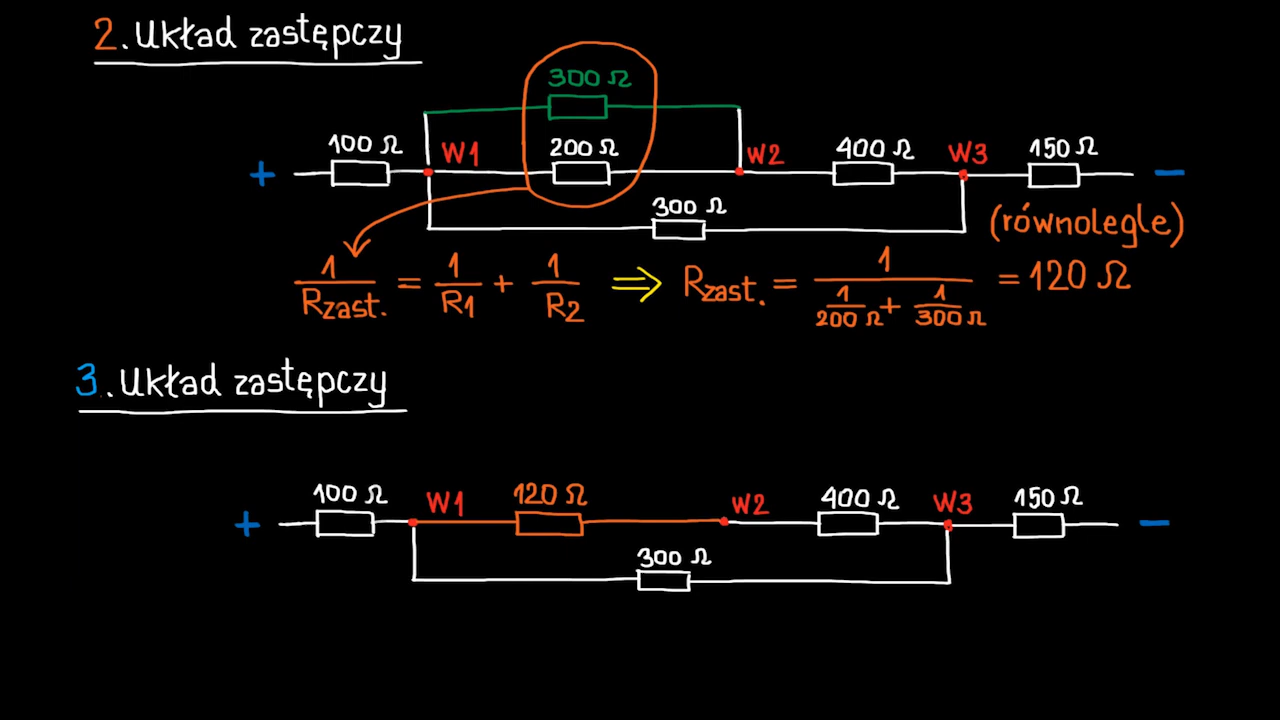 2. Układ zastępczy
300 Ω
100 Ω W1 200 Ω W2 400 Ω W3 150 Ω
+ −
300 Ω
(równolegle)
1/Rzast. = 1/R1 + 1/R2 ⇒ Rzast. = 1/(1/200 Ω + 1/300 Ω) = 120 Ω
3. Układ zastępczy
100 Ω W1 120 Ω W2 400 Ω W3 150 Ω
+ −
300 Ω